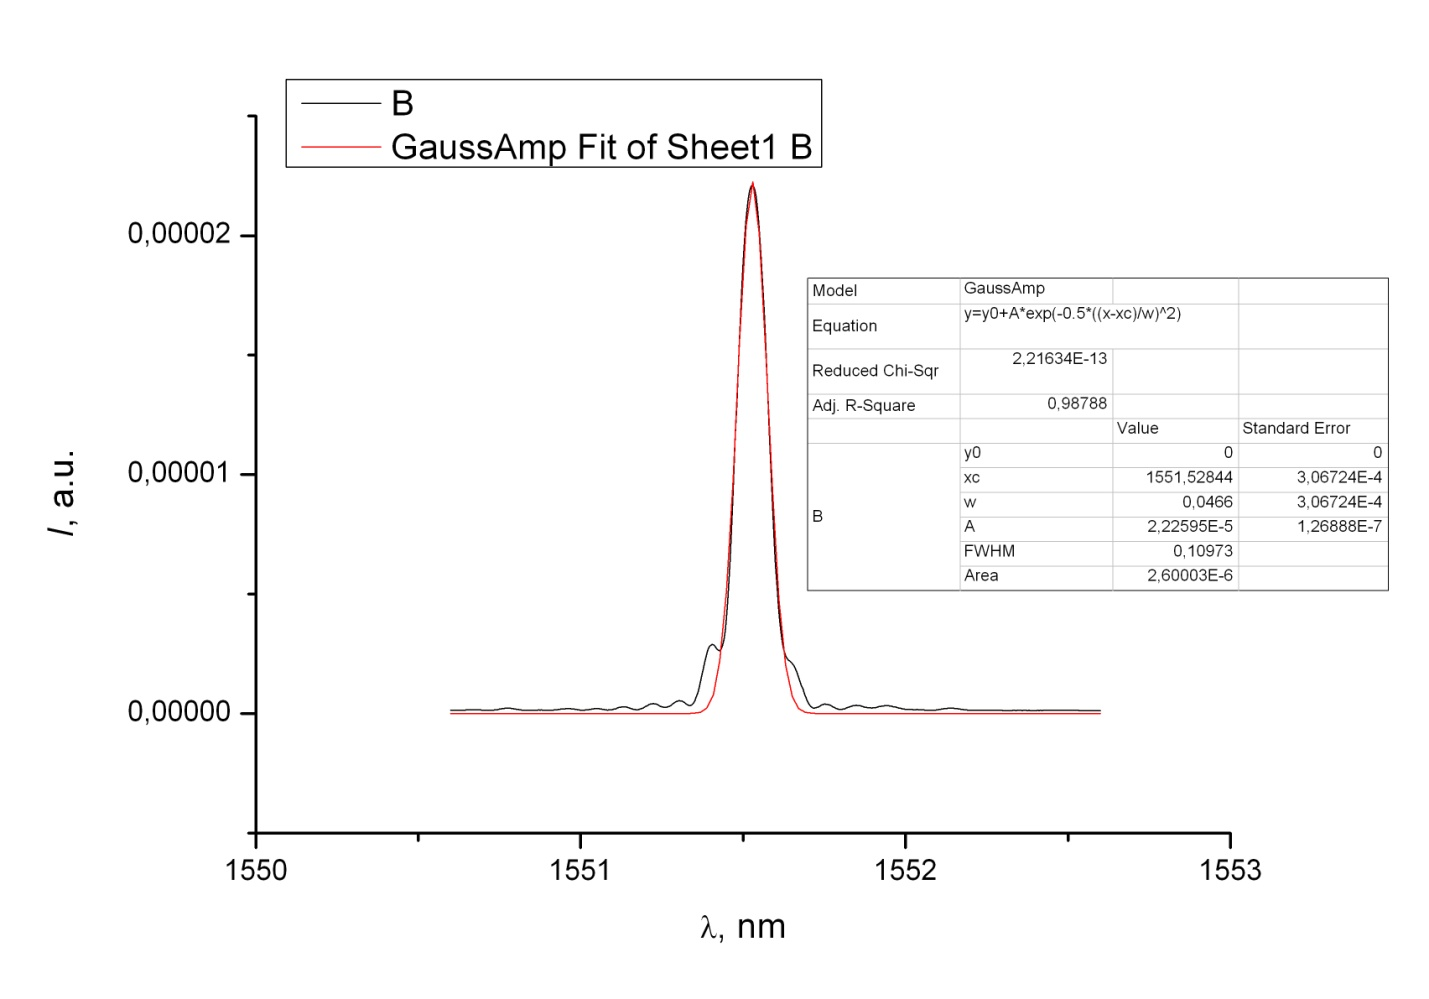 B
GaussAmp Fit of Sheet1 B
0,00002
0,00001
0,00000
I, a.u.
1550 1551 1552 1553
λ, nm
Model GaussAmp
Equation y=y0+A*exp(-0.5*((x-xc)/w)^2)
Reduced Chi-Sqr 2,21634E-13
Adj. R-Square 0,98788
Value Standard Error
B
y0 0 0
xc 1551,52844 3,06724E-4
w 0,0466 3,06724E-4
A 2,22595E-5 1,26888E-7
FWHM 0,10973
Area 2,60003E-6